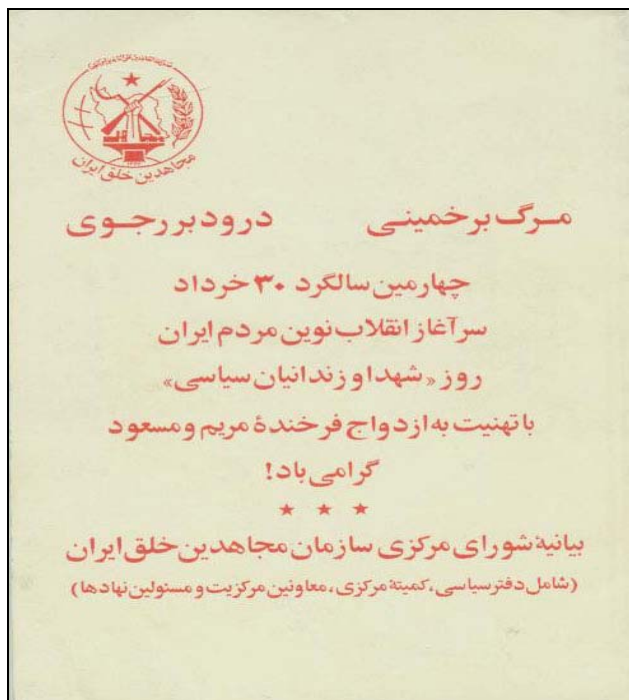 مجاهدین خلق ایران
مرگ بر خمینی درود بر رجوی
چهارمین سالگرد ۳۰ خرداد
سرآغاز انقلاب نوین مردم ایران
روز «شهدا و زندانیان سیاسی»
با تهنیت به ازدواج فرخندهٔ مریم و مسعود
گرامی باد!
★ ★ ★
بیانیهٔ شورای مرکزی سازمان مجاهدین خلق ایران
(شامل دفتر سیاسی، کمیتهٔ مرکزی، معاونین مرکزیت و مسئولین نهادها)